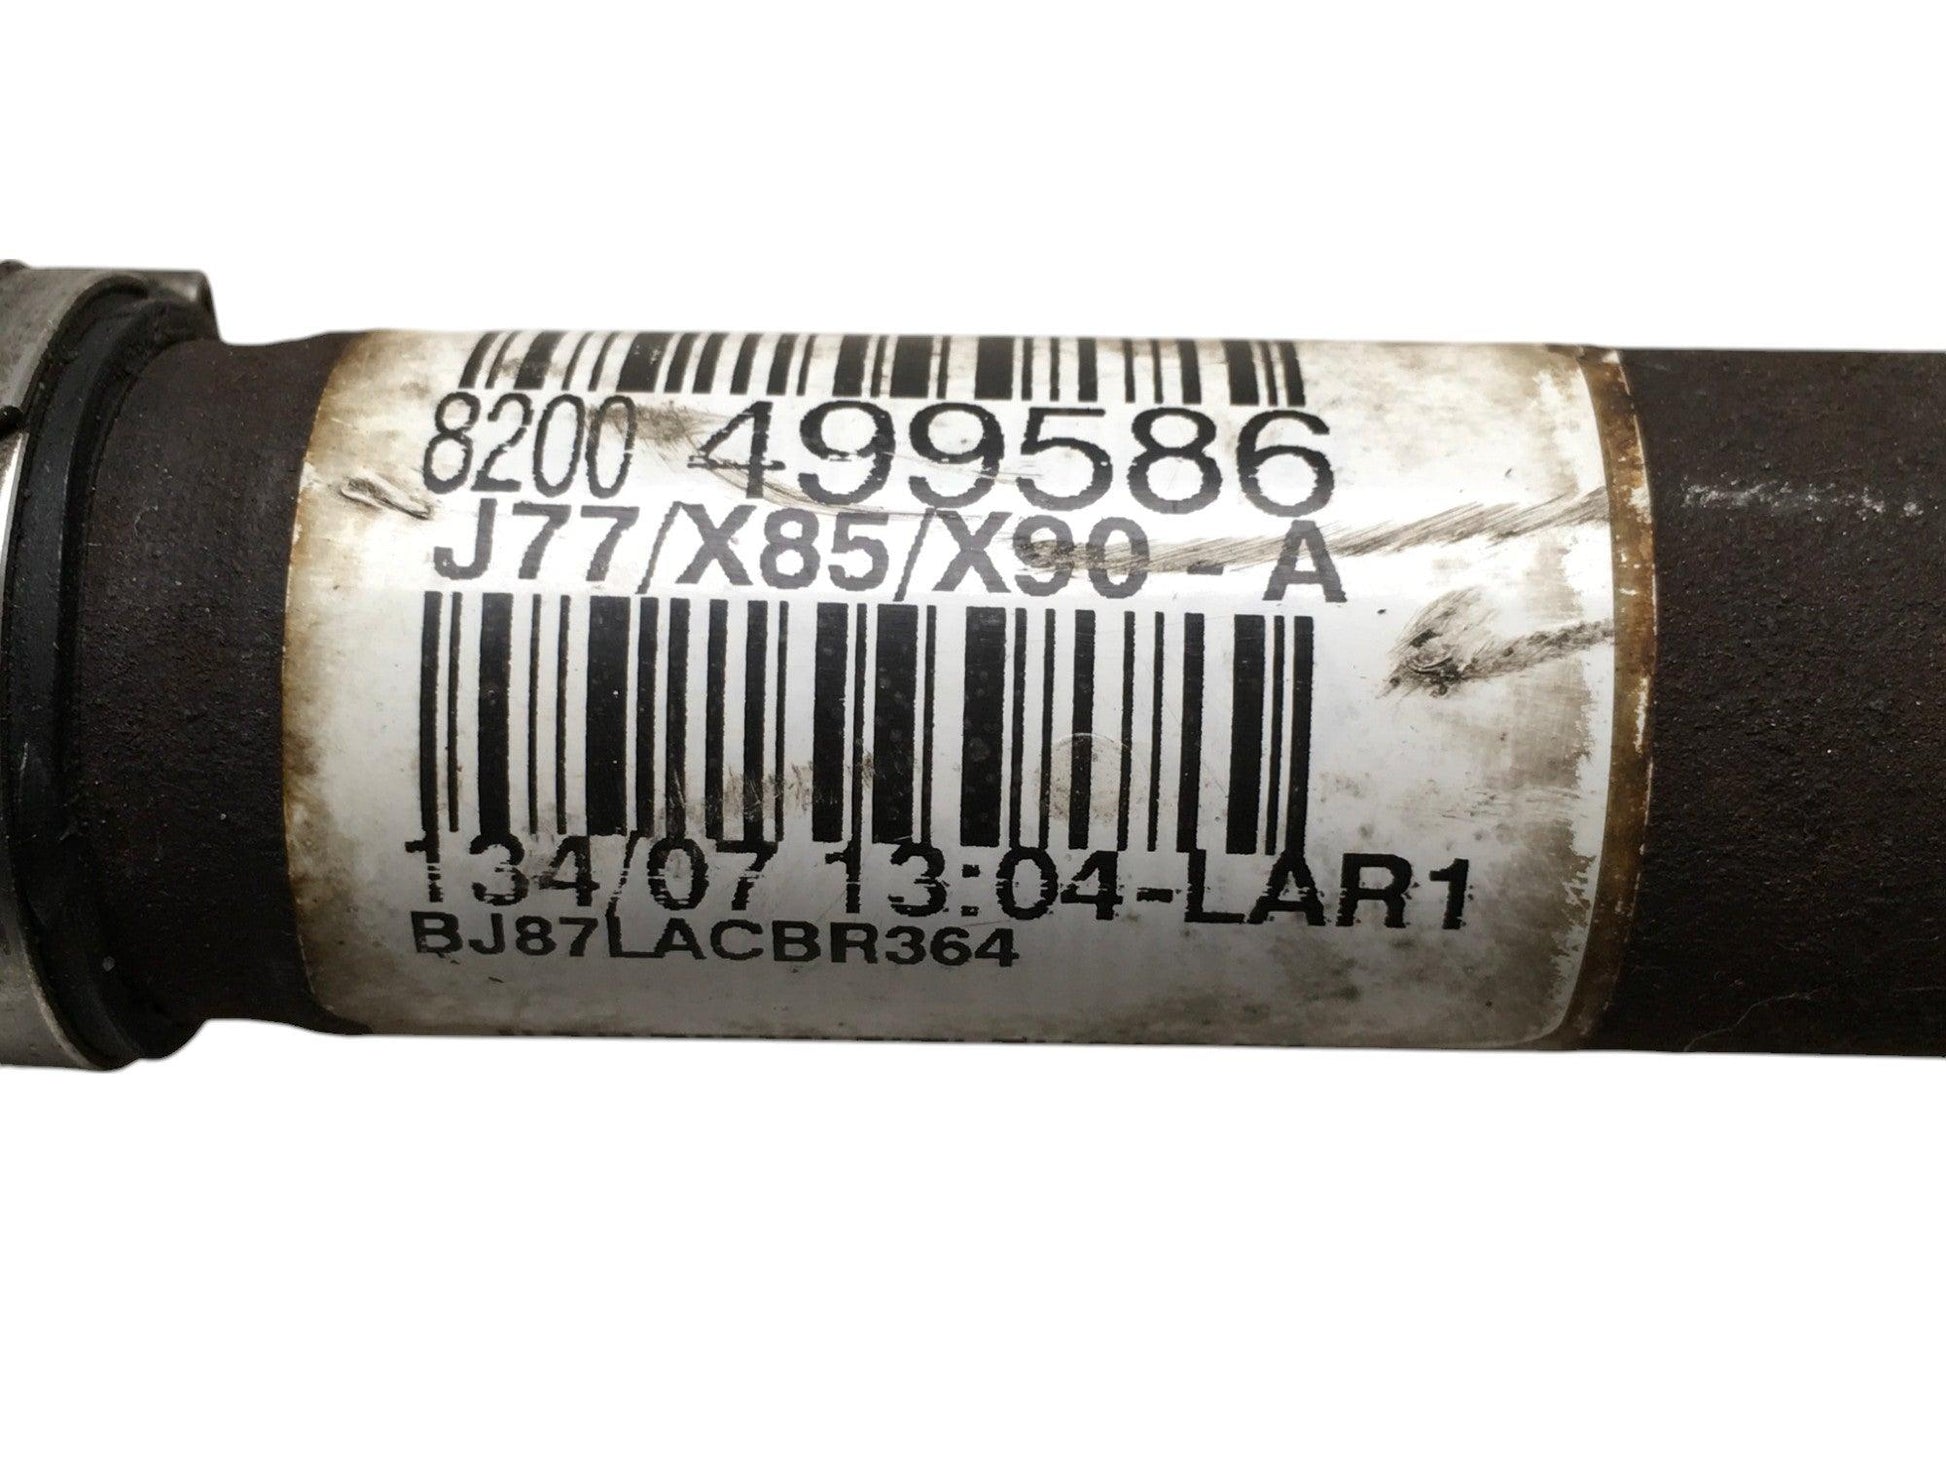 8200 499586
J77/X85/X90 - A
134/07 13:04-LAR1
BJ87LACBR364